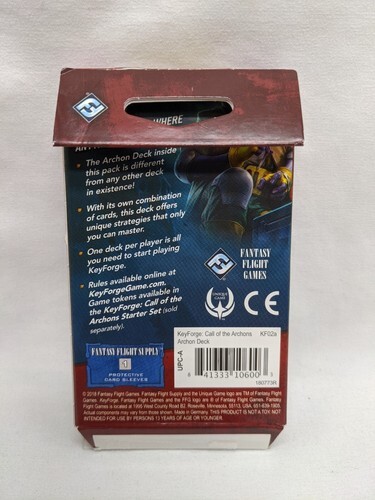 WHERE
• The Archon Deck inside
this pack is different
from any other deck
in existence!
• With its own combination
of cards, this deck offers
unique strategies that only
you can master.
• One deck per player is all
you need to start playing
KeyForge.
• Rules available online at
KeyForgeGame.com.
Game tokens available in
the KeyForge: Call of the
Archons Starter Set (sold
separately).
FANTASY
FLIGHT
GAMES
UNIQUE
GAME
CE
KeyForge: Call of the Archons KF02a
Archon Deck
UPC-A
8 41333 10600 5
180773R
FANTASY FLIGHT SUPPLY
1
PROTECTIVE
CARD SLEEVES
© 2018 Fantasy Flight Games. Fantasy Flight Supply and the Unique Game logo are TM of Fantasy Flight
Games. KeyForge, Fantasy Flight Games and the FFG logo are ® of Fantasy Flight Games. Fantasy
Flight Games is located at 1995 West County Road B2, Roseville, Minnesota, 55113, USA, 651-639-1905.
Actual components may vary from those shown. Made in Germany. THIS PRODUCT IS NOT A TOY. NOT
INTENDED FOR USE BY PERSONS 13 YEARS OF AGE OR YOUNGER.